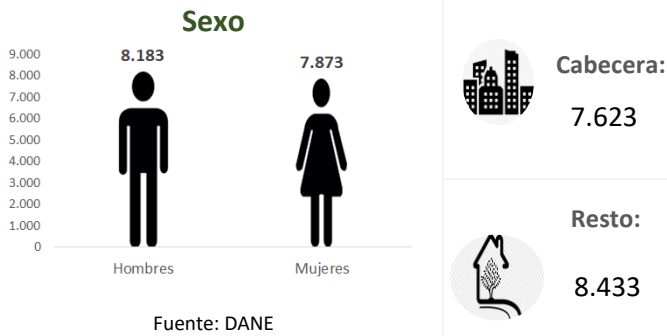 Sexo
9.000
8.000
7.000
6.000
5.000
4.000
3.000
2.000
1.000
0
8.183
7.873
Hombres
Mujeres
Fuente: DANE
Cabecera:
7.623
Resto:
8.433